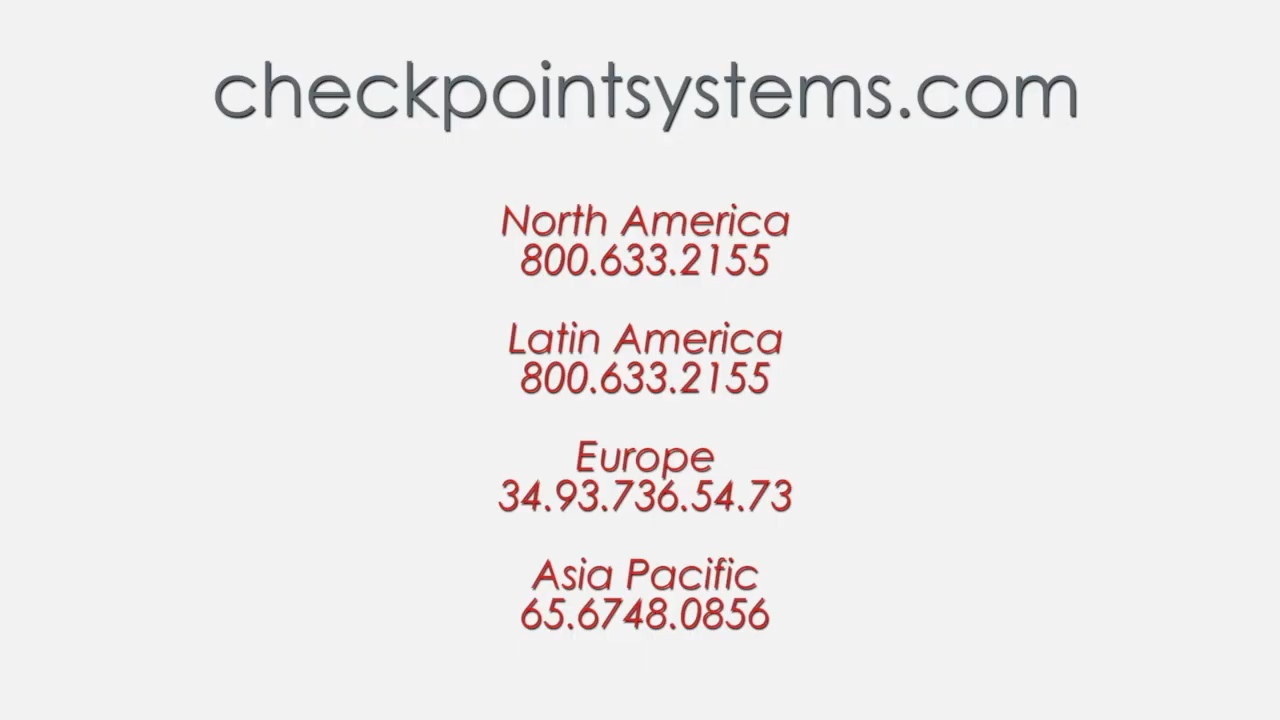 checkpointsystems.com
North America
800.633.2155
Latin America
800.633.2155
Europe
34.93.736.54.73
Asia Pacific
65.6748.0856